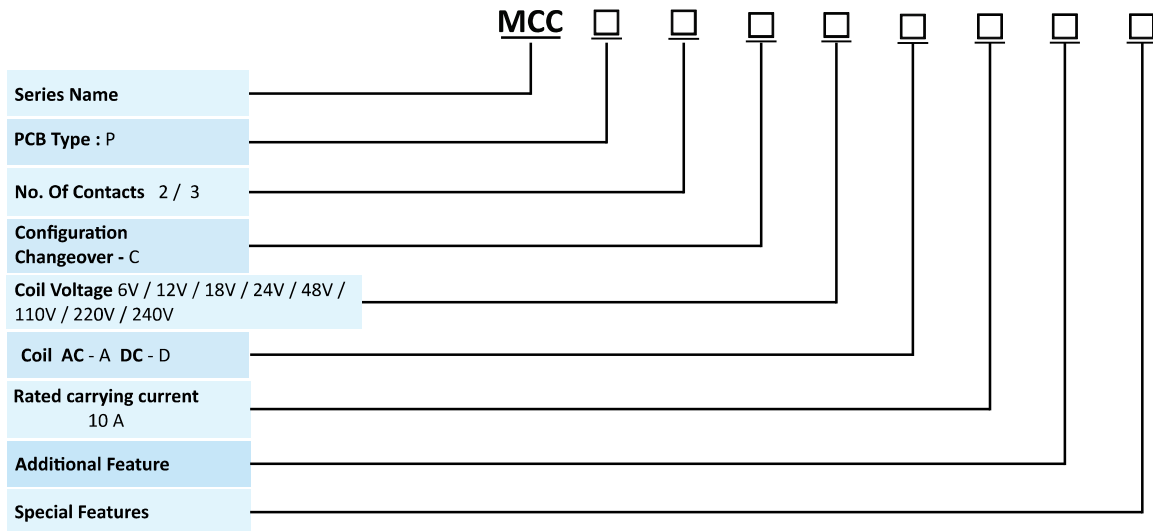 MCC
Series Name
PCB Type : P
No. Of Contacts 2 / 3
Configuration
Changeover - C
Coil Voltage 6V / 12V / 18V / 24V / 48V /
110V / 220V / 240V
Coil AC - A DC - D
Rated carrying current
10 A
Additional Feature
Special Features